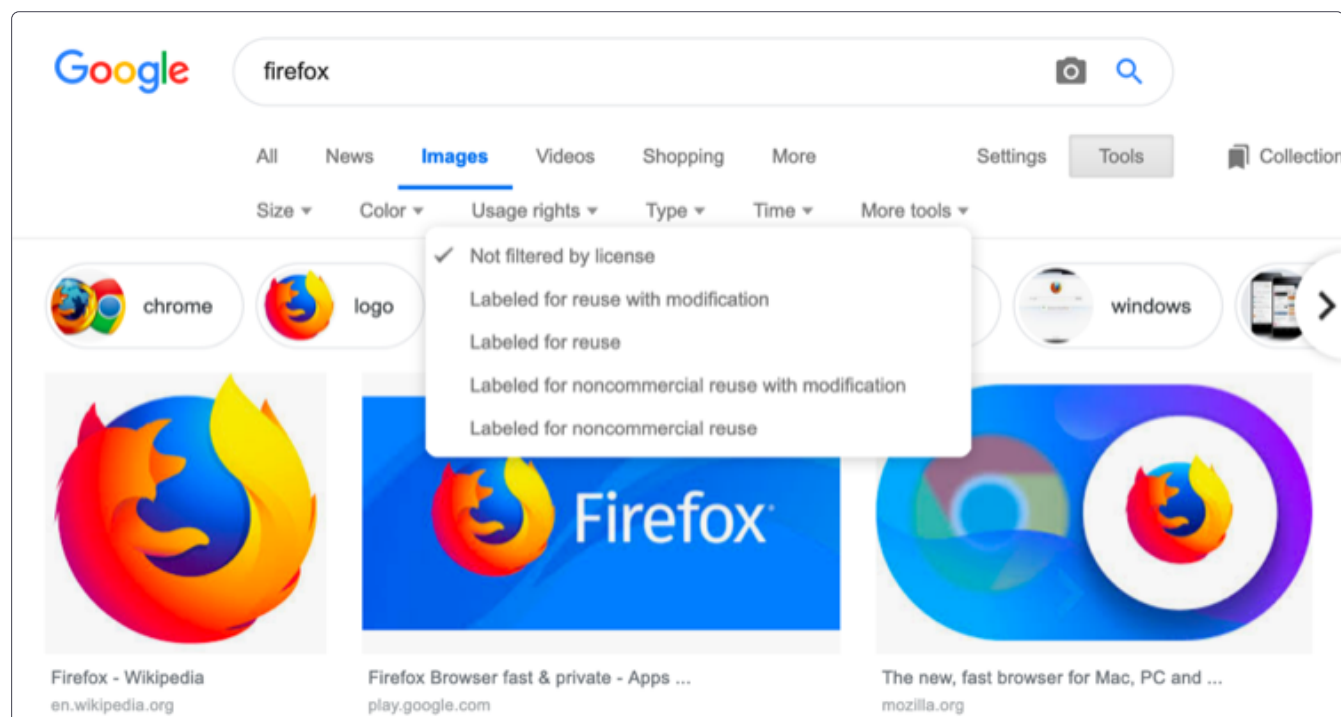 Google
firefox
All News Images Videos Shopping More Settings Tools Collection
Size Color Usage rights Type Time More tools
Not filtered by license
Labeled for reuse with modification
Labeled for reuse
Labeled for noncommercial reuse with modification
Labeled for noncommercial reuse
chrome
logo
windows
Firefox
Firefox - Wikipedia
en.wikipedia.org
Firefox Browser fast & private - Apps ...
play.google.com
The new, fast browser for Mac, PC and ...
mozilla.org